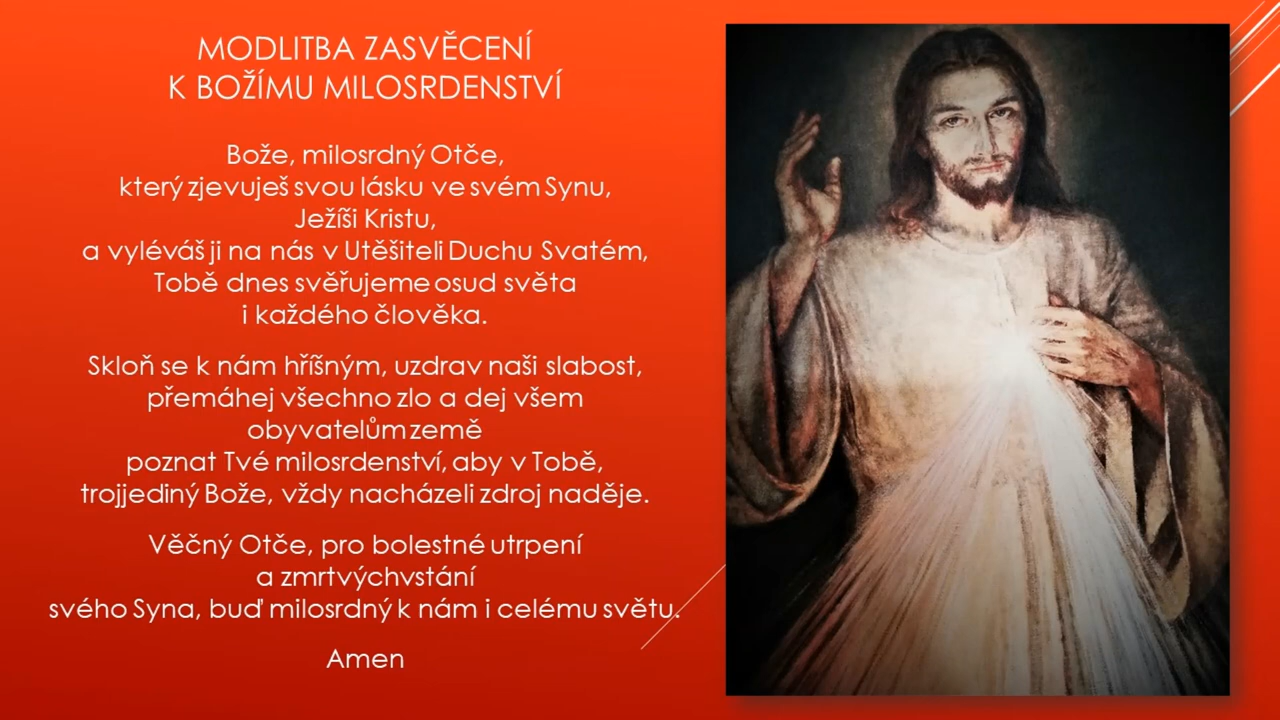 MODLITBA ZASVĚCENÍ
K BOŽÍMU MILOSRDENSTVÍ
Bože, milosrdný Otče,
který zjevuješ svou lásku ve svém Synu,
Ježíši Kristu,
a vyléváš ji na nás v Utěšiteli Duchu Svatém,
Tobě dnes svěřujeme osud světa
i každého člověka.
Skloň se k nám hříšným, uzdrav naši slabost,
přemáhej všechno zlo a dej všem
obyvatelům země
poznat Tvé milosrdenství, aby v Tobě,
trojjediný Bože, vždy nacházeli zdroj naděje.
Věčný Otče, pro bolestné utrpení
a zmrtvýchvstání
svého Syna, buď milosrdný k nám i celému světu.
Amen